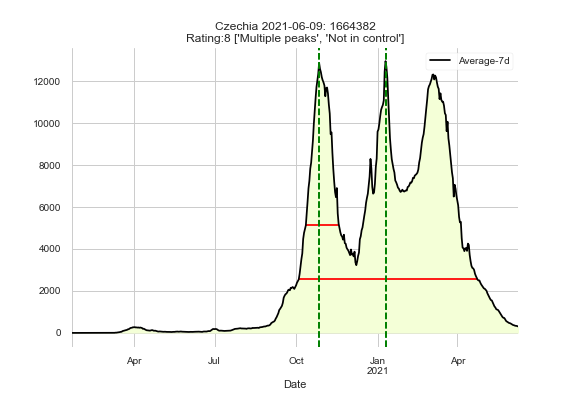 Czechia 2021-06-09: 1664382
Rating:8 ['Multiple peaks', 'Not in control']
Average-7d
12000
10000
8000
6000
4000
2000
0
Apr
Jul
Oct
Jan
2021
Apr
Date